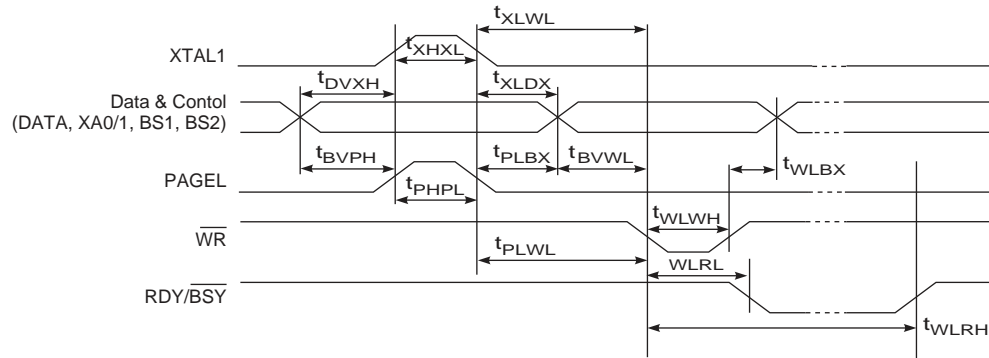 tXLWL
XTAL1
tXHXL
tDVXH
tXLDX
Data & Contol
(DATA, XA0/1, BS1, BS2)
tBVPH
tPLBX
tBVWL
tWLBX
PAGEL
tPHPL
tWLWH
WR
tPLWL
WLRL
RDY/BSY
tWLRH